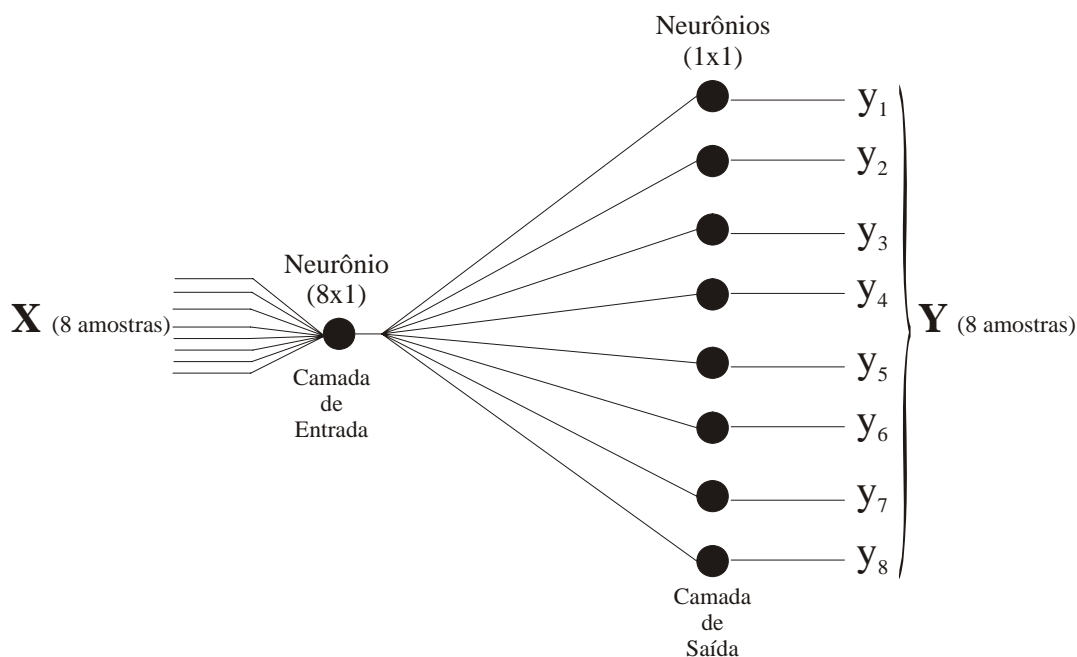 Neurônios
(1x1)
y1
y2
y3
y4
y5
y6
y7
y8
Neurônio
(8x1)
X (8 amostras)
Y (8 amostras)
Camada
de
Entrada
Camada
de
Saída